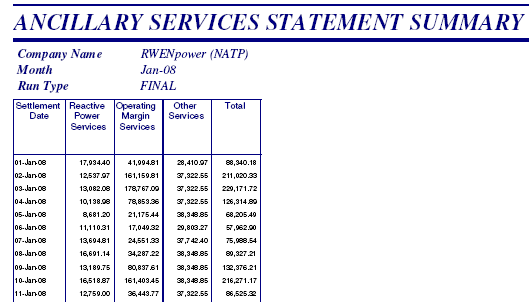 ANCILLARY SERVICES STATEMENT SUMMARY
Company Name RWENpower (NATP)
Month Jan-08
Run Type FINAL
Settlement Reactive Operating Other Total
Date Power Margin Services
Services Services
01-Jan-08 17,934.40 41,994.81 28,410.97 88,340.18
02-Jan-08 12,537.97 161,159.81 37,322.55 211,020.33
03-Jan-08 13,082.08 178,767.09 37,322.55 229,171.72
04-Jan-08 10,138.98 78,853.36 37,322.55 126,314.89
05-Jan-08 8,681.20 21,175.44 38,348.85 68,205.49
06-Jan-08 11,110.31 17,049.32 29,803.27 57,962.90
07-Jan-08 13,694.81 24,551.33 37,742.40 75,988.54
08-Jan-08 16,691.14 34,287.22 38,348.85 89,327.21
09-Jan-08 13,189.75 80,837.61 38,348.85 132,376.21
10-Jan-08 16,518.87 161,403.45 38,348.85 216,271.17
11-Jan-08 12,759.00 36,443.77 37,322.55 86,525.32